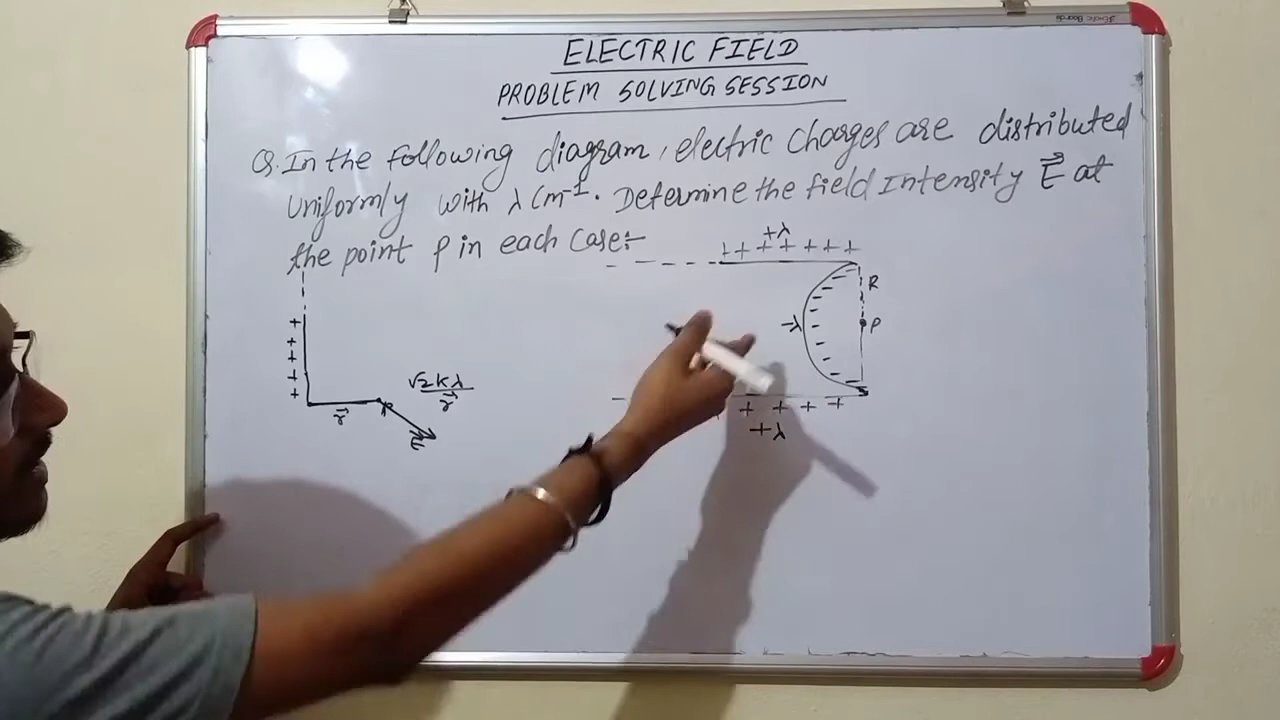 ELECTRIC FIELD
PROBLEM SOLVING SESSION
Q. In the following diagram, electric charges are distributed
Uniformly with λ Cm⁻¹. Determine the field Intensity E⃗ at
the point P in each case:-
+λ
+ + + + + + +
R
-λ
P
+
+
+
+
+
√2Kλ
r⃗
r⃗
P
+ + + +
+λ